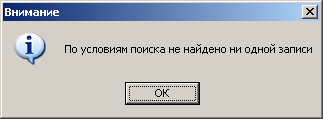 Внимание
По условиям поиска не найдено ни одной записи
OK